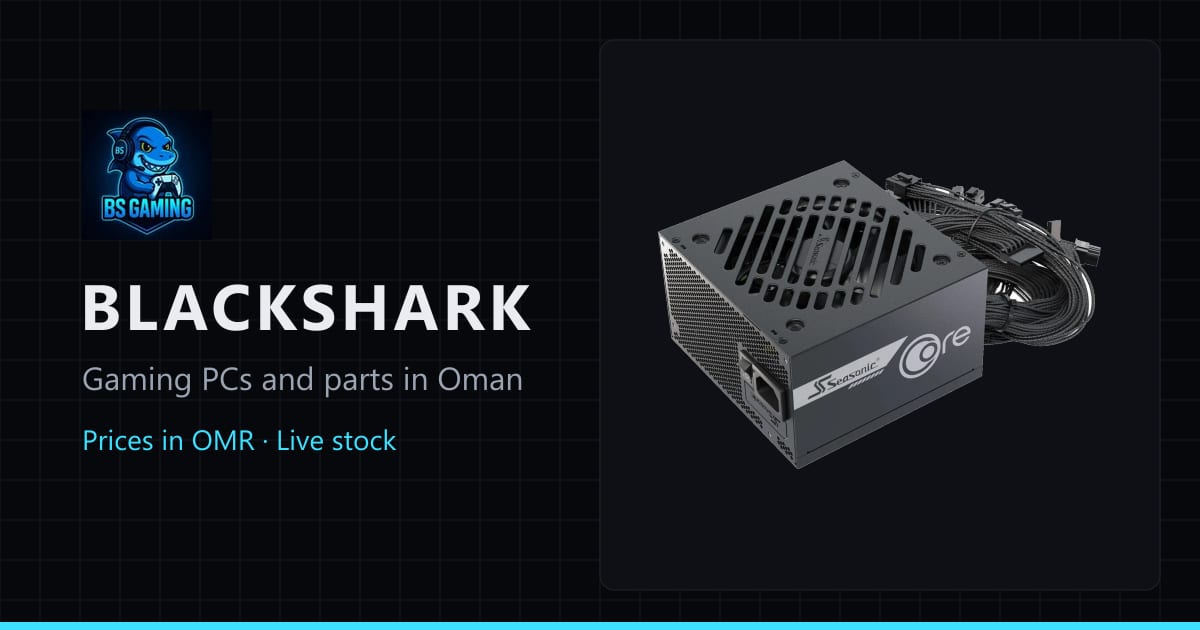 BS
BS GAMING
BLACKSHARK
Gaming PCs and parts in Oman
Prices in OMR · Live stock
Seasonic
Seasonic®
Core